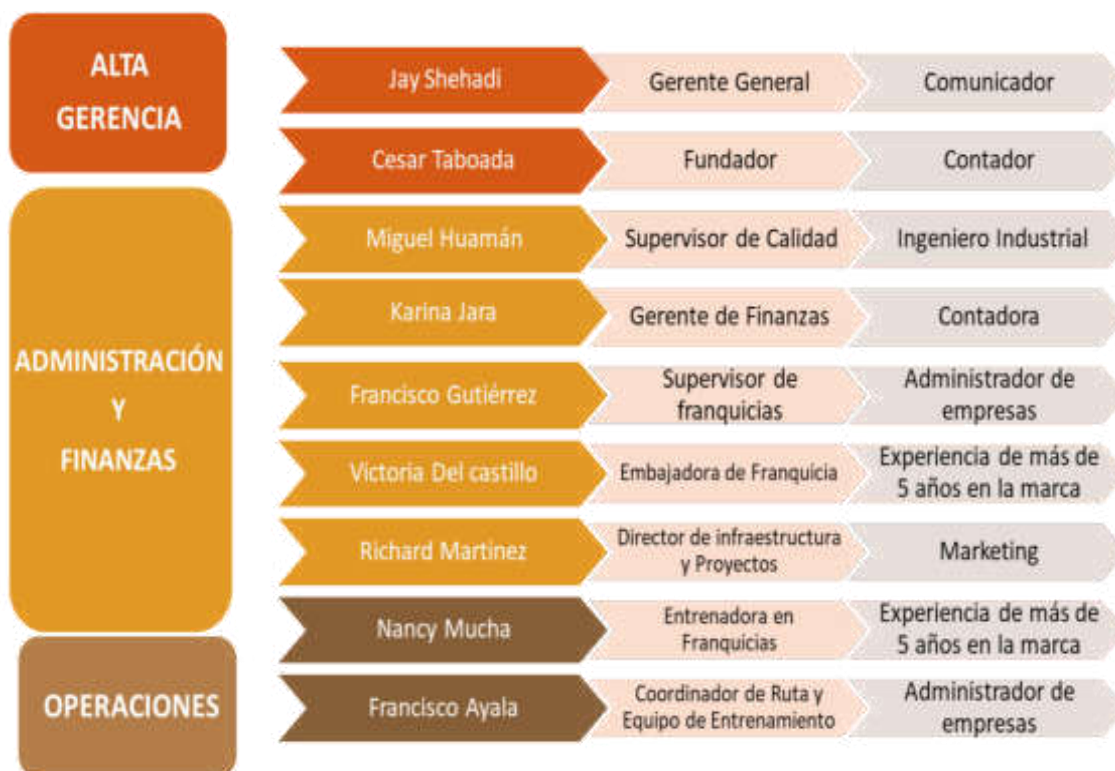 ALTA
GERENCIA
Jay Shehadi
Gerente General
Comunicador
Cesar Taboada
Fundador
Contador
ADMINISTRACIÓN
Y
FINANZAS
Miguel Huamán
Supervisor de Calidad
Ingeniero Industrial
Karina Jara
Gerente de Finanzas
Contadora
Francisco Gutiérrez
Supervisor de
franquicias
Administrador de
empresas
Victoria Del castillo
Embajadora de Franquicia
Experiencia de más de
5 años en la marca
Richard Martinez
Director de infraestructura
y Proyectos
Marketing
OPERACIONES
Nancy Mucha
Entrenadora en
Franquicias
Experiencia de más de
5 años en la marca
Francisco Ayala
Coordinador de Ruta y
Equipo de Entrenamiento
Administrador de
empresas